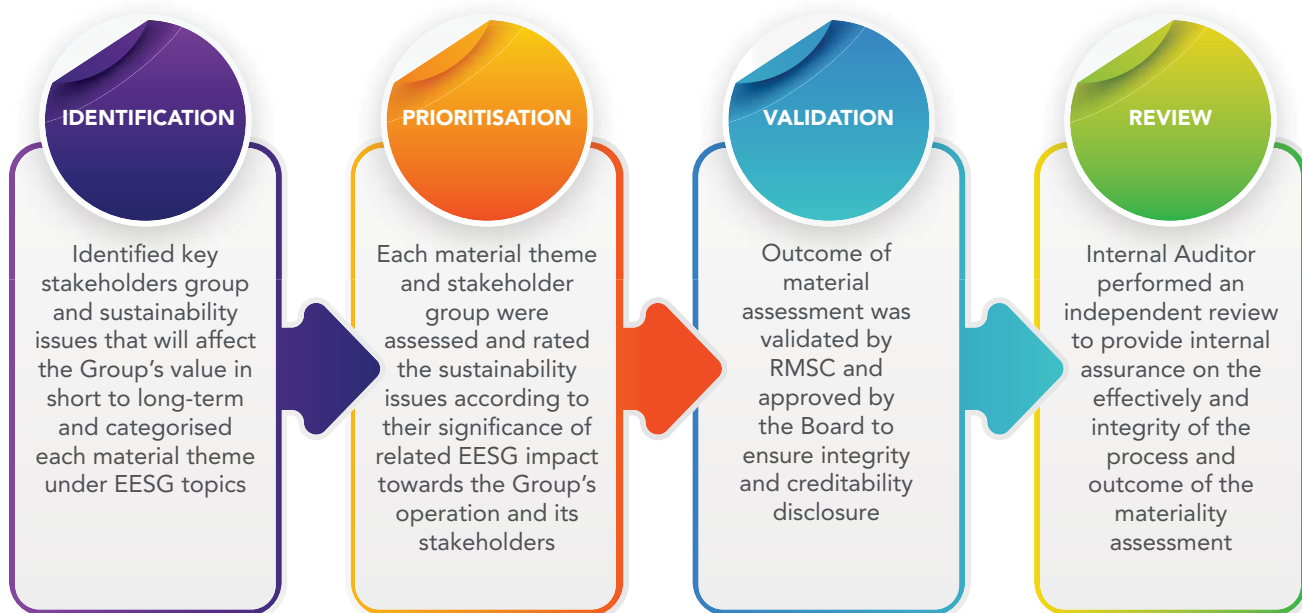 IDENTIFICATION
Identified key
stakeholders group
and sustainability
issues that will affect
the Group's value in
short to long-term
and categorised
each material theme
under EESG topics
PRIORITISATION
Each material theme
and stakeholder
group were
assessed and rated
the sustainability
issues according to
their significance of
related EESG impact
towards the Group's
operation and its
stakeholders
VALIDATION
Outcome of
material
assessment was
validated by
RMSC and
approved by
the Board to
ensure integrity
and creditability
disclosure
REVIEW
Internal Auditor
performed an
independent review
to provide internal
assurance on the
effectively and
integrity of the
process and
outcome of the
materiality
assessment